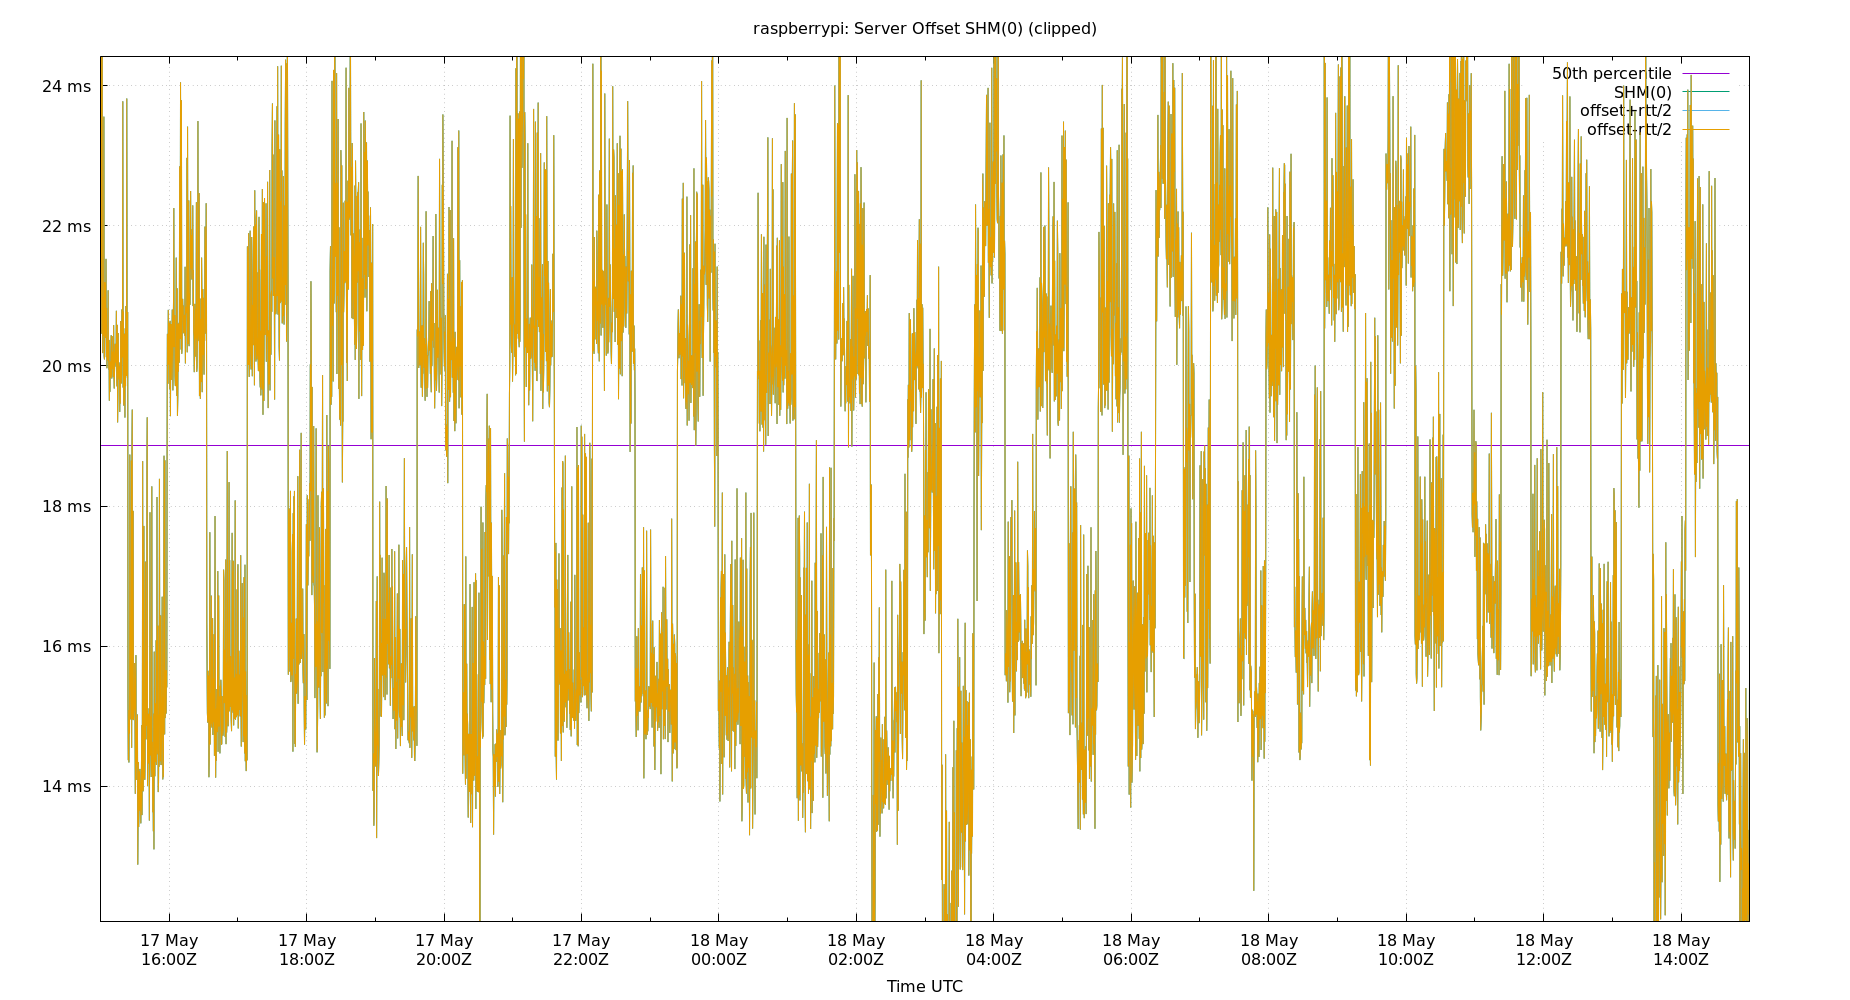 raspberrypi: Server Offset SHM(0) (clipped)
50th percentile
SHM(0)
offset+rtt/2
offset-rtt/2
24 ms
22 ms
20 ms
18 ms
16 ms
14 ms
17 May 17 May 17 May 17 May 18 May 18 May 18 May 18 May 18 May 18 May 18 May 18 May
16:00Z 18:00Z 20:00Z 22:00Z 00:00Z 02:00Z 04:00Z 06:00Z 08:00Z 10:00Z 12:00Z 14:00Z
Time UTC